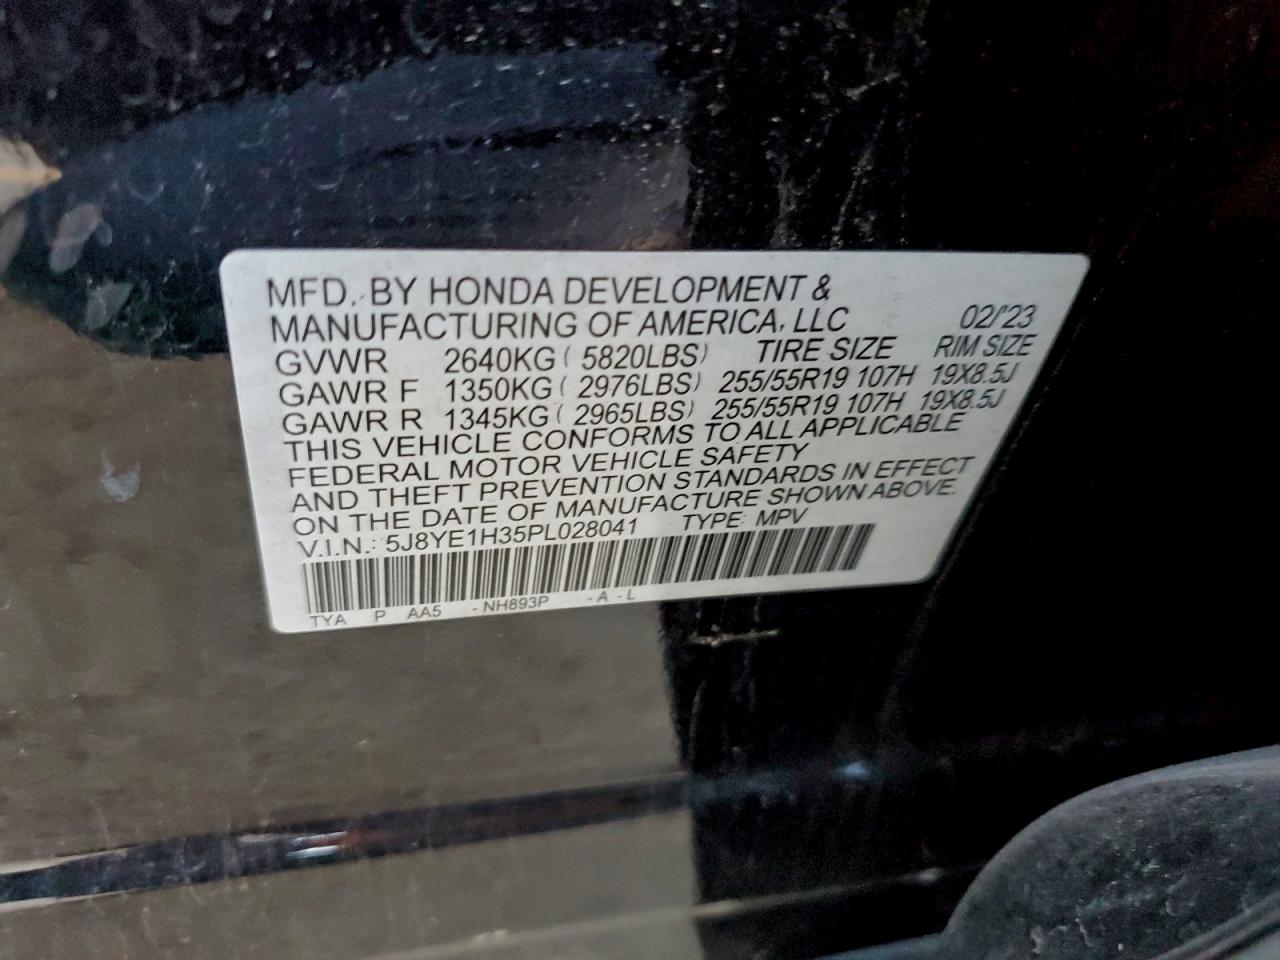 MFD. BY HONDA DEVELOPMENT &
MANUFACTURING OF AMERICA, LLC 02/'23
GVWR 2640KG ( 5820LBS) TIRE SIZE RIM SIZE
GAWR F 1350KG ( 2976LBS) 255/55R19 107H 19X8.5J
GAWR R 1345KG ( 2965LBS) 255/55R19 107H 19X8.5J
THIS VEHICLE CONFORMS TO ALL APPLICABLE
FEDERAL MOTOR VEHICLE SAFETY
AND THEFT PREVENTION STANDARDS IN EFFECT
ON THE DATE OF MANUFACTURE SHOWN ABOVE.
V.I.N.: 5J8YE1H35PL028041 TYPE: MPV
TYA P AA5 - NH893P - A - L